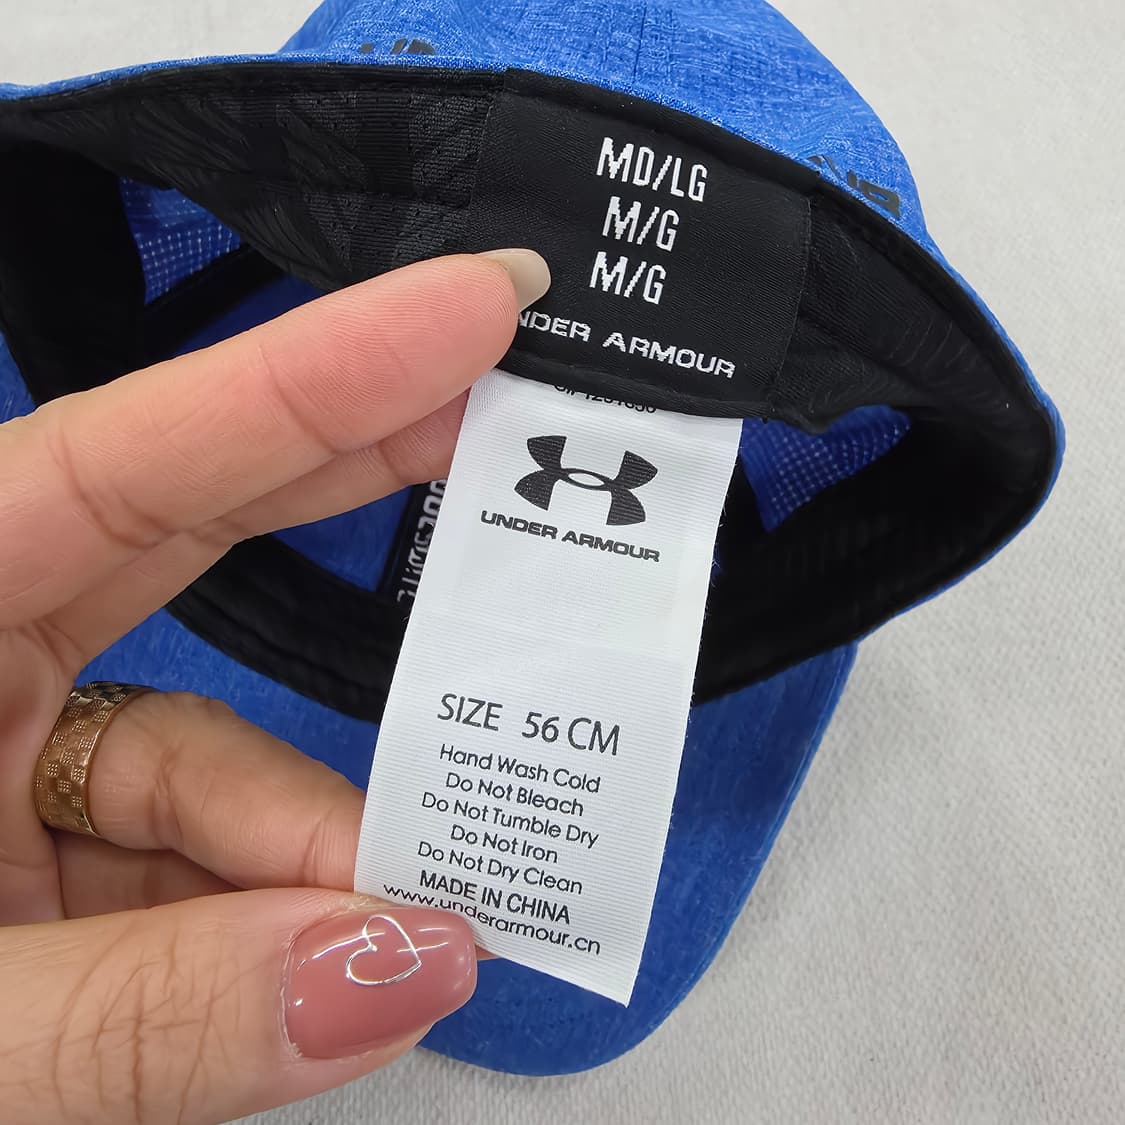 MD/LG
M/G
M/G
NDER ARMOUR
UNDER ARMOUR
SIZE 56 CM
Hand Wash Cold
Do Not Bleach
Do Not Tumble Dry
Do Not Iron
Do Not Dry Clean
MADE IN CHINA
www.underarmour.cn